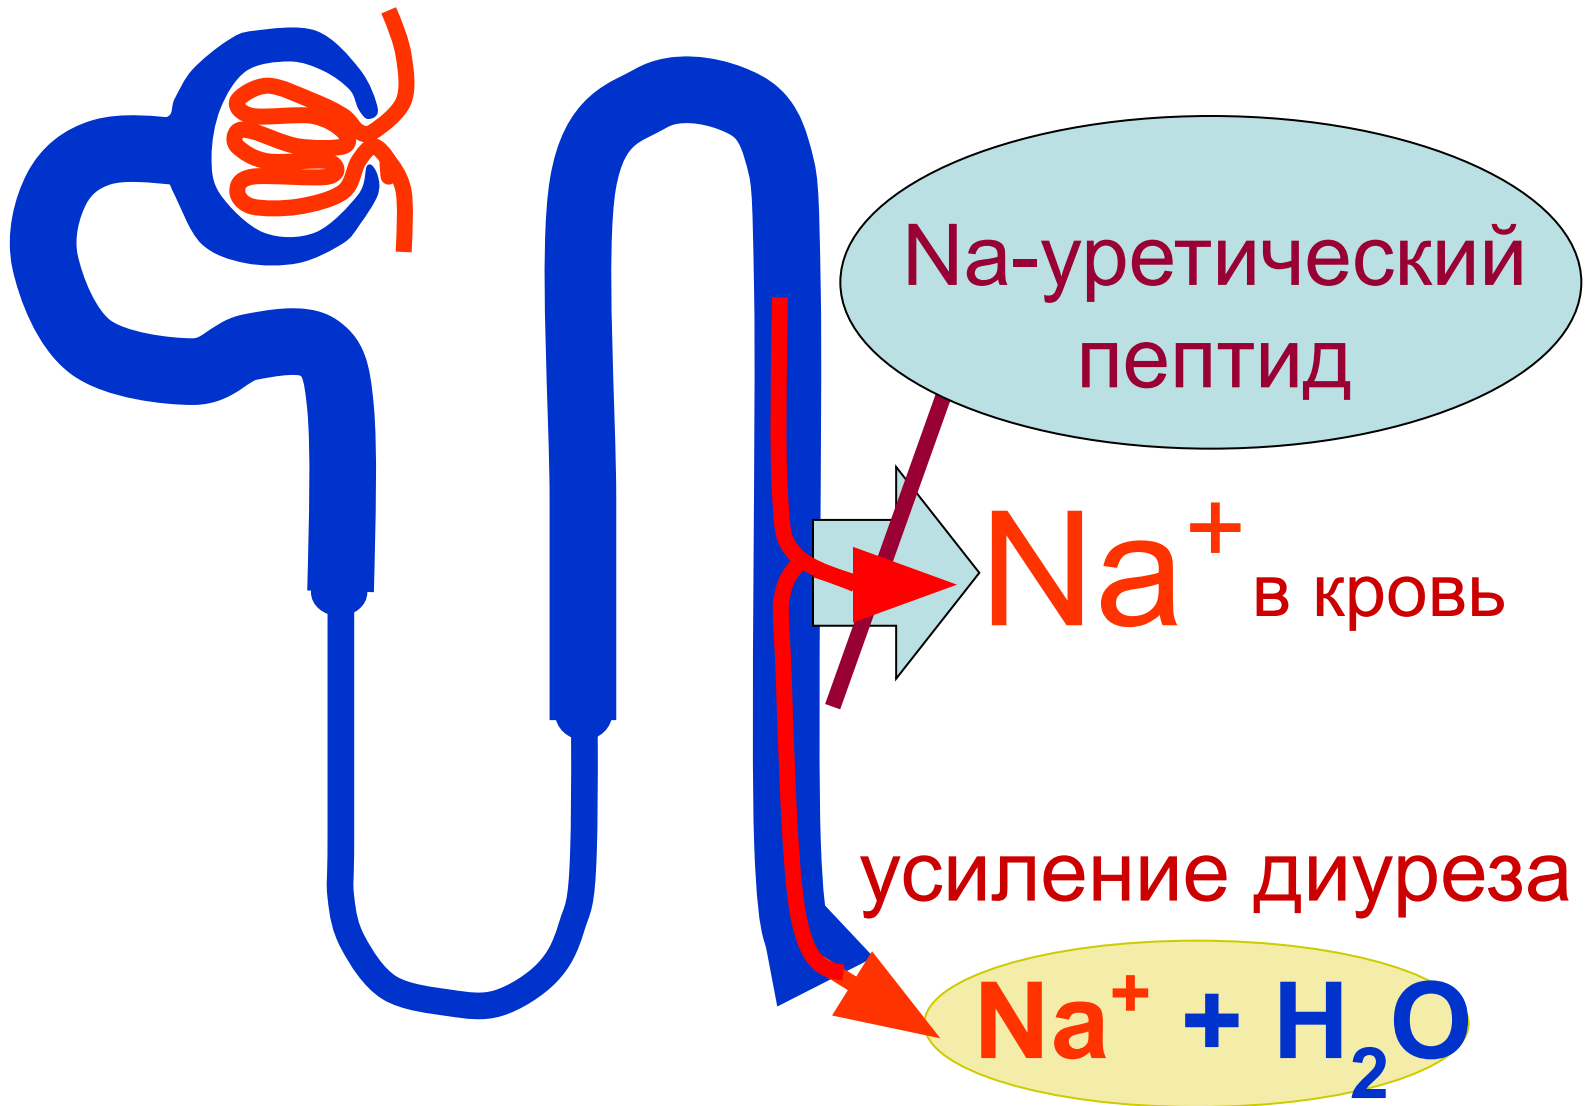 Na-уретический
пептид
Na⁺ в кровь
усиление диуреза
Na⁺ + H₂O